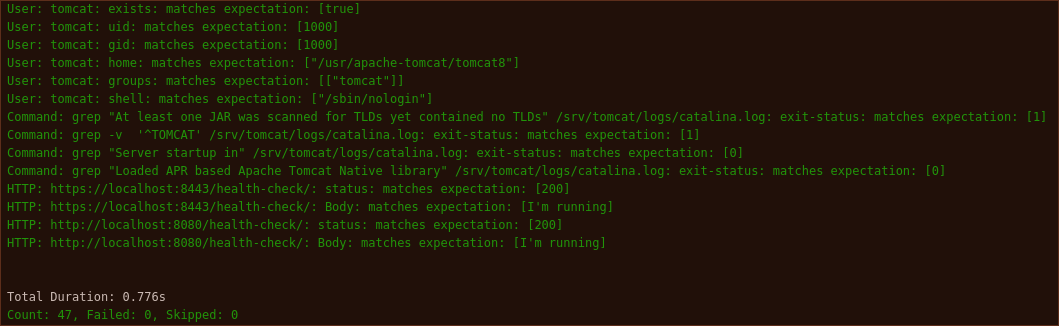 User: tomcat: exists: matches expectation: [true]
User: tomcat: uid: matches expectation: [1000]
User: tomcat: gid: matches expectation: [1000]
User: tomcat: home: matches expectation: ["/usr/apache-tomcat/tomcat8"]
User: tomcat: groups: matches expectation: [["tomcat"]]
User: tomcat: shell: matches expectation: ["/sbin/nologin"]
Command: grep "At least one JAR was scanned for TLDs yet contained no TLDs" /srv/tomcat/logs/catalina.log: exit-status: matches expectation: [1]
Command: grep -v  '^TOMCAT' /srv/tomcat/logs/catalina.log: exit-status: matches expectation: [1]
Command: grep "Server startup in" /srv/tomcat/logs/catalina.log: exit-status: matches expectation: [0]
Command: grep "Loaded APR based Apache Tomcat Native library" /srv/tomcat/logs/catalina.log: exit-status: matches expectation: [0]
HTTP: https://localhost:8443/health-check/: status: matches expectation: [200]
HTTP: https://localhost:8443/health-check/: Body: matches expectation: [I'm running]
HTTP: http://localhost:8080/health-check/: status: matches expectation: [200]
HTTP: http://localhost:8080/health-check/: Body: matches expectation: [I'm running]
Total Duration: 0.776s
Count: 47, Failed: 0, Skipped: 0